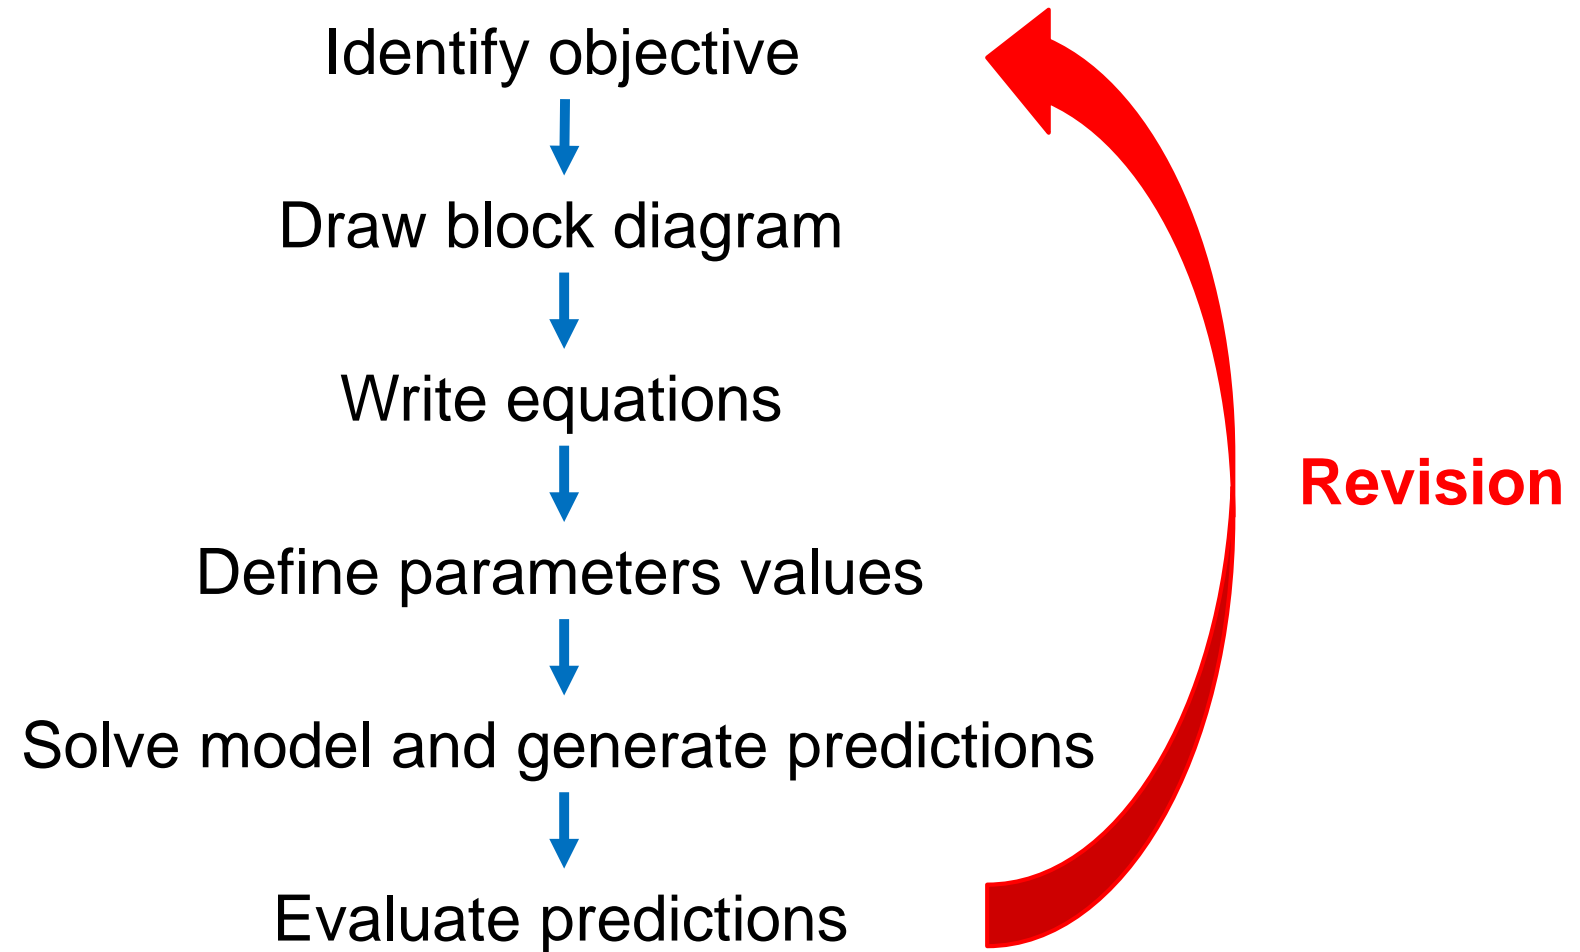 Identify objective
Draw block diagram
Write equations
Revision
Define parameters values
Solve model and generate predictions
Evaluate predictions